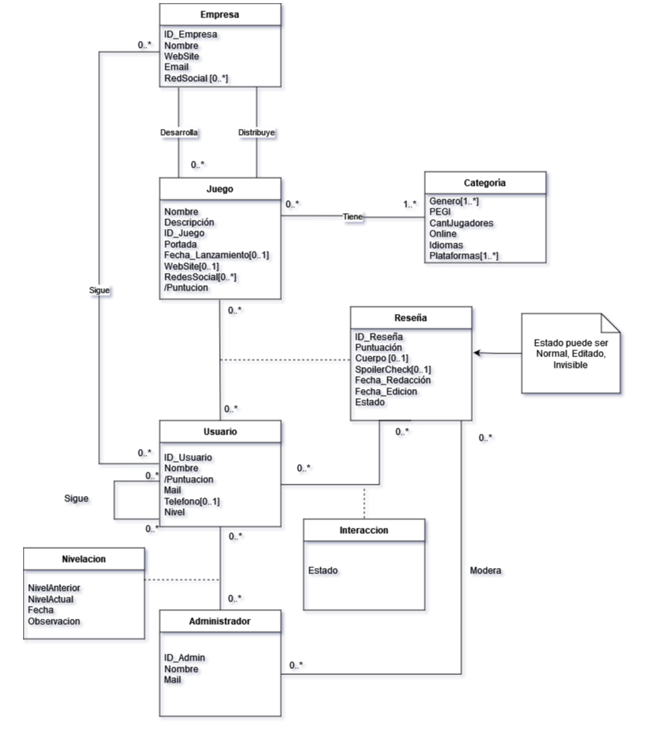 Empresa
ID_Empresa
Nombre
WebSite
Email
RedSocial [0..*]
0..*
Desarrolla
Distribuye
0..*
Juego
Nombre
Descripción
ID_Juego
Portada
Fecha_Lanzamiento[0..1]
WebSite[0..1]
RedesSocial[0..*]
/Puntucion
0..*
Tiene
1..*
Categoría
Genero[1..*]
PEGI
CantJugadores
Online
Idiomas
Plataformas[1..*]
Sigue
0..*
Reseña
ID_Reseña
Puntuación
Cuerpo [0..1]
SpoilerCheck[0..1]
Fecha_Redacción
Fecha_Edicion
Estado
Estado puede ser
Normal, Editado,
Invisible
0..*
Usuario
ID_Usuario
Nombre
/Puntuacion
Mail
Telefono[0..1]
Nivel
0..*
0..*
Sigue
0..*
0..*
0..*
0..*
Interaccion
Estado
Modera
0..*
Nivelacion
NivelAnterior
NivelActual
Fecha
Observacion
0..*
Administrador
ID_Admin
Nombre
Mail
0..*